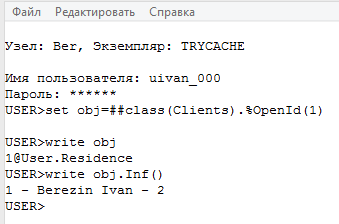 Файл Редактировать Справка
Узел: Ber, Экземпляр: TRYCACHE
Имя пользователя: uivan_000
Пароль: ******
USER>set obj=##class(Clients).%OpenId(1)
USER>write obj
1@User.Residence
USER>write obj.Inf()
1 - Berezin Ivan - 2
USER>